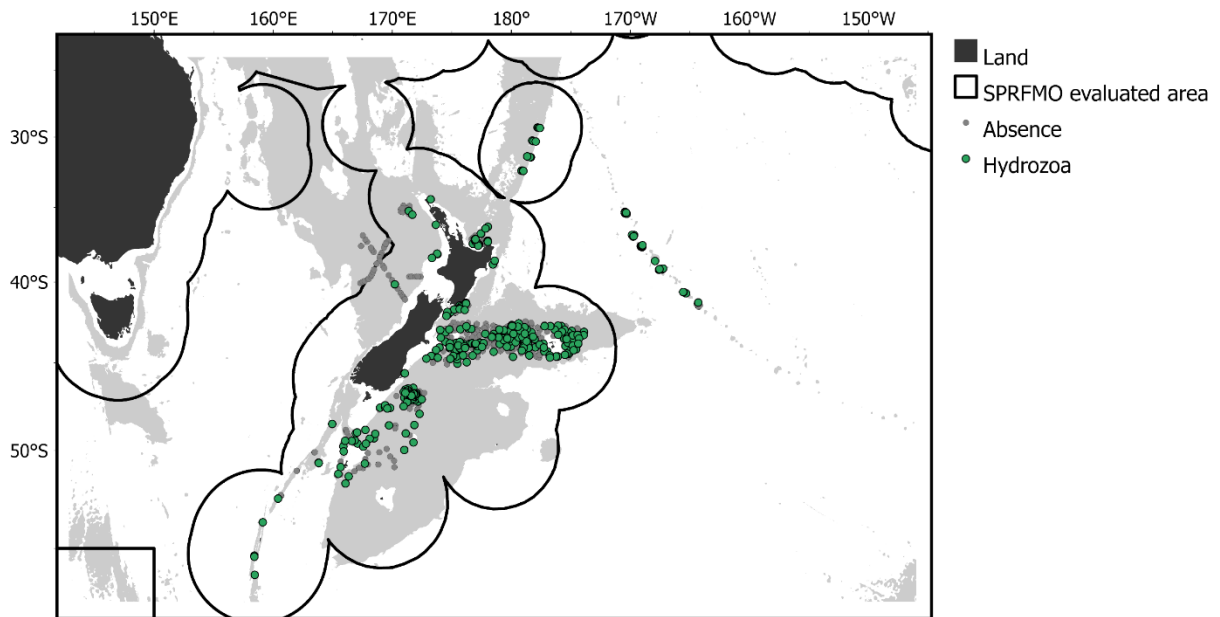 150°E 160°E 170°E 180° 170°W 160°W 150°W
30°S
40°S
50°S
Land
SPRFMO evaluated area
Absence
Hydrozoa